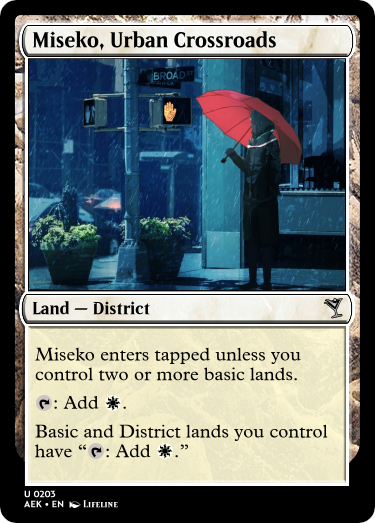 Miseko, Urban Crossroads
BROAD
Land — District
Miseko enters tapped unless you
control two or more basic lands.
: Add .
Basic and District lands you control
have “: Add .”
U 0203
AEK • EN LIFELINE